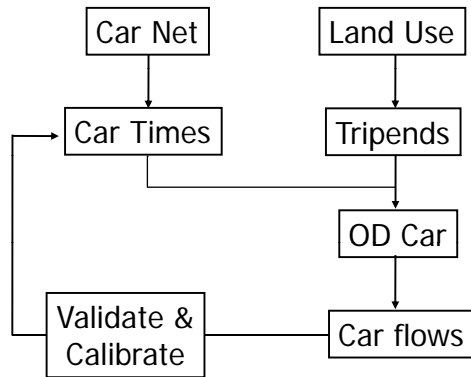 Car Net
Land Use
Car Times
Tripends
OD Car
Validate &
Calibrate
Car flows